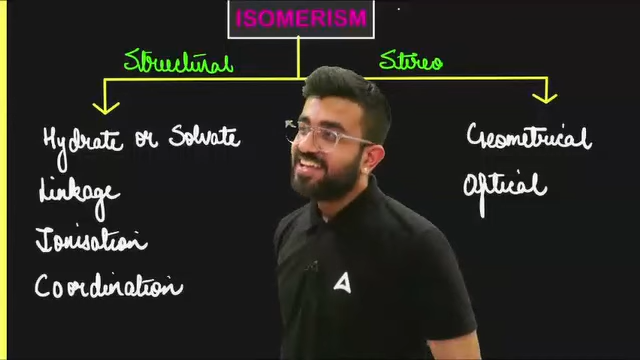 ISOMERISM
Structural
Stereo
Hydrate or Solvate
Linkage
Ionisation
Coordination
Geometrical
Optical